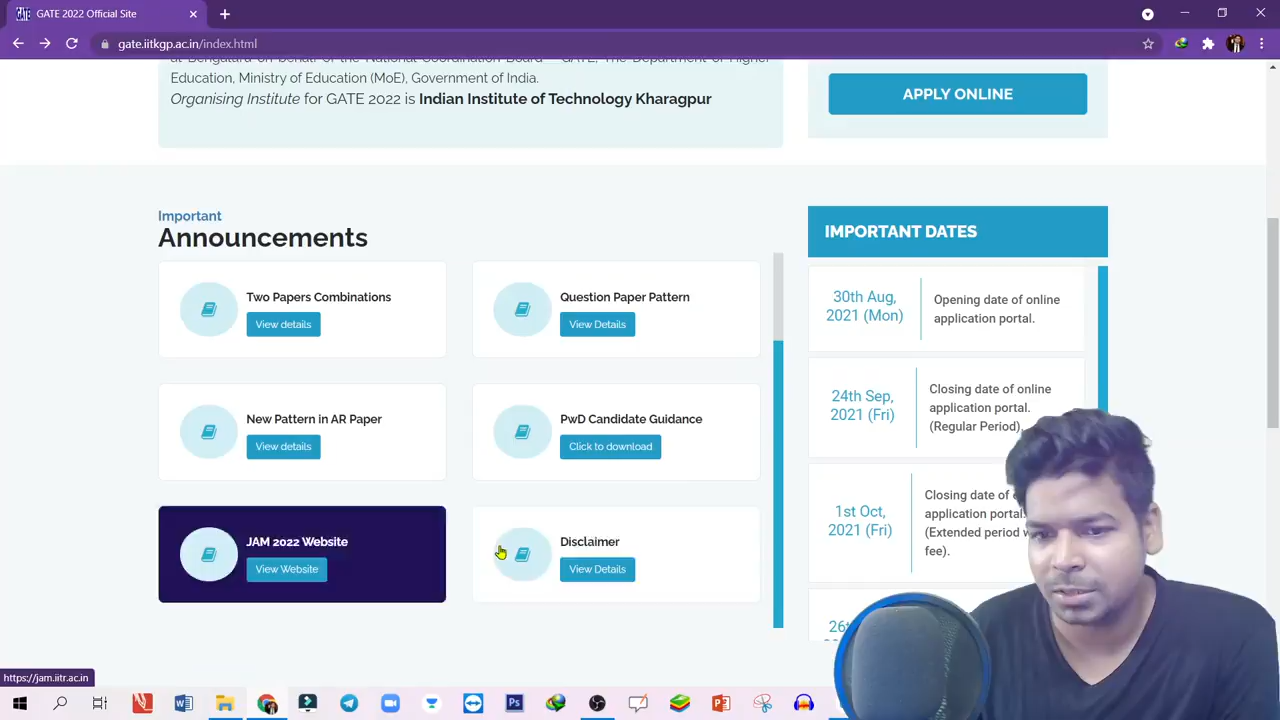 GATE 2022 Official Site
gate.iitkgp.ac.in/index.html
Education, Ministry of Education (MoE), Government of India.
Organising Institute for GATE 2022 is Indian Institute of Technology Kharagpur
APPLY ONLINE
Important
Announcements
Two Papers Combinations
View details
Question Paper Pattern
View Details
New Pattern in AR Paper
View details
PwD Candidate Guidance
Click to download
JAM 2022 Website
View Website
Disclaimer
View Details
IMPORTANT DATES
30th Aug,
2021 (Mon)
Opening date of online
application portal.
24th Sep,
2021 (Fri)
Closing date of online
application portal.
(Regular Period).
1st Oct,
2021 (Fri)
Closing date of
application portal.
(Extended period
fee).
https://jam.iitr.ac.in